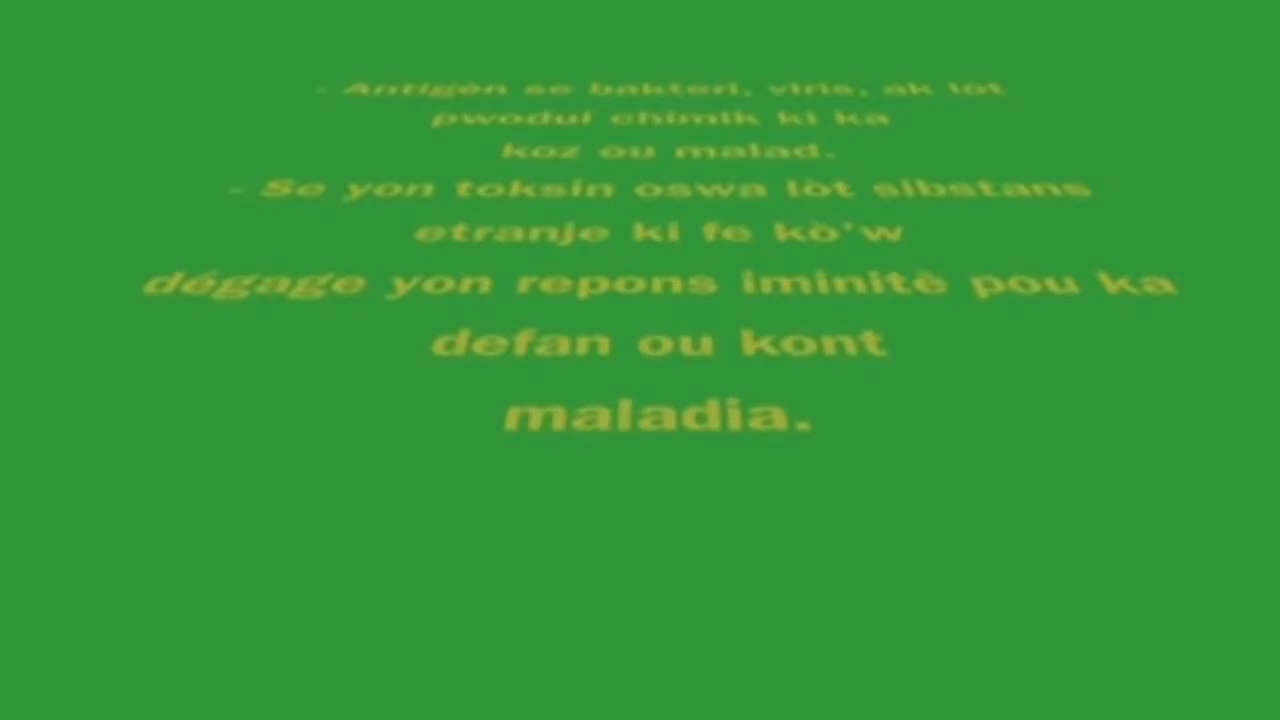 - Antigèn se bakteri, viris, ak lòt
pwodui chimik ki ka
koz ou malad.
- Se yon toksin oswa lòt sibstans
etranje ki fe kò'w
dégage yon repons iminitè pou ka
defan ou kont
maladia.